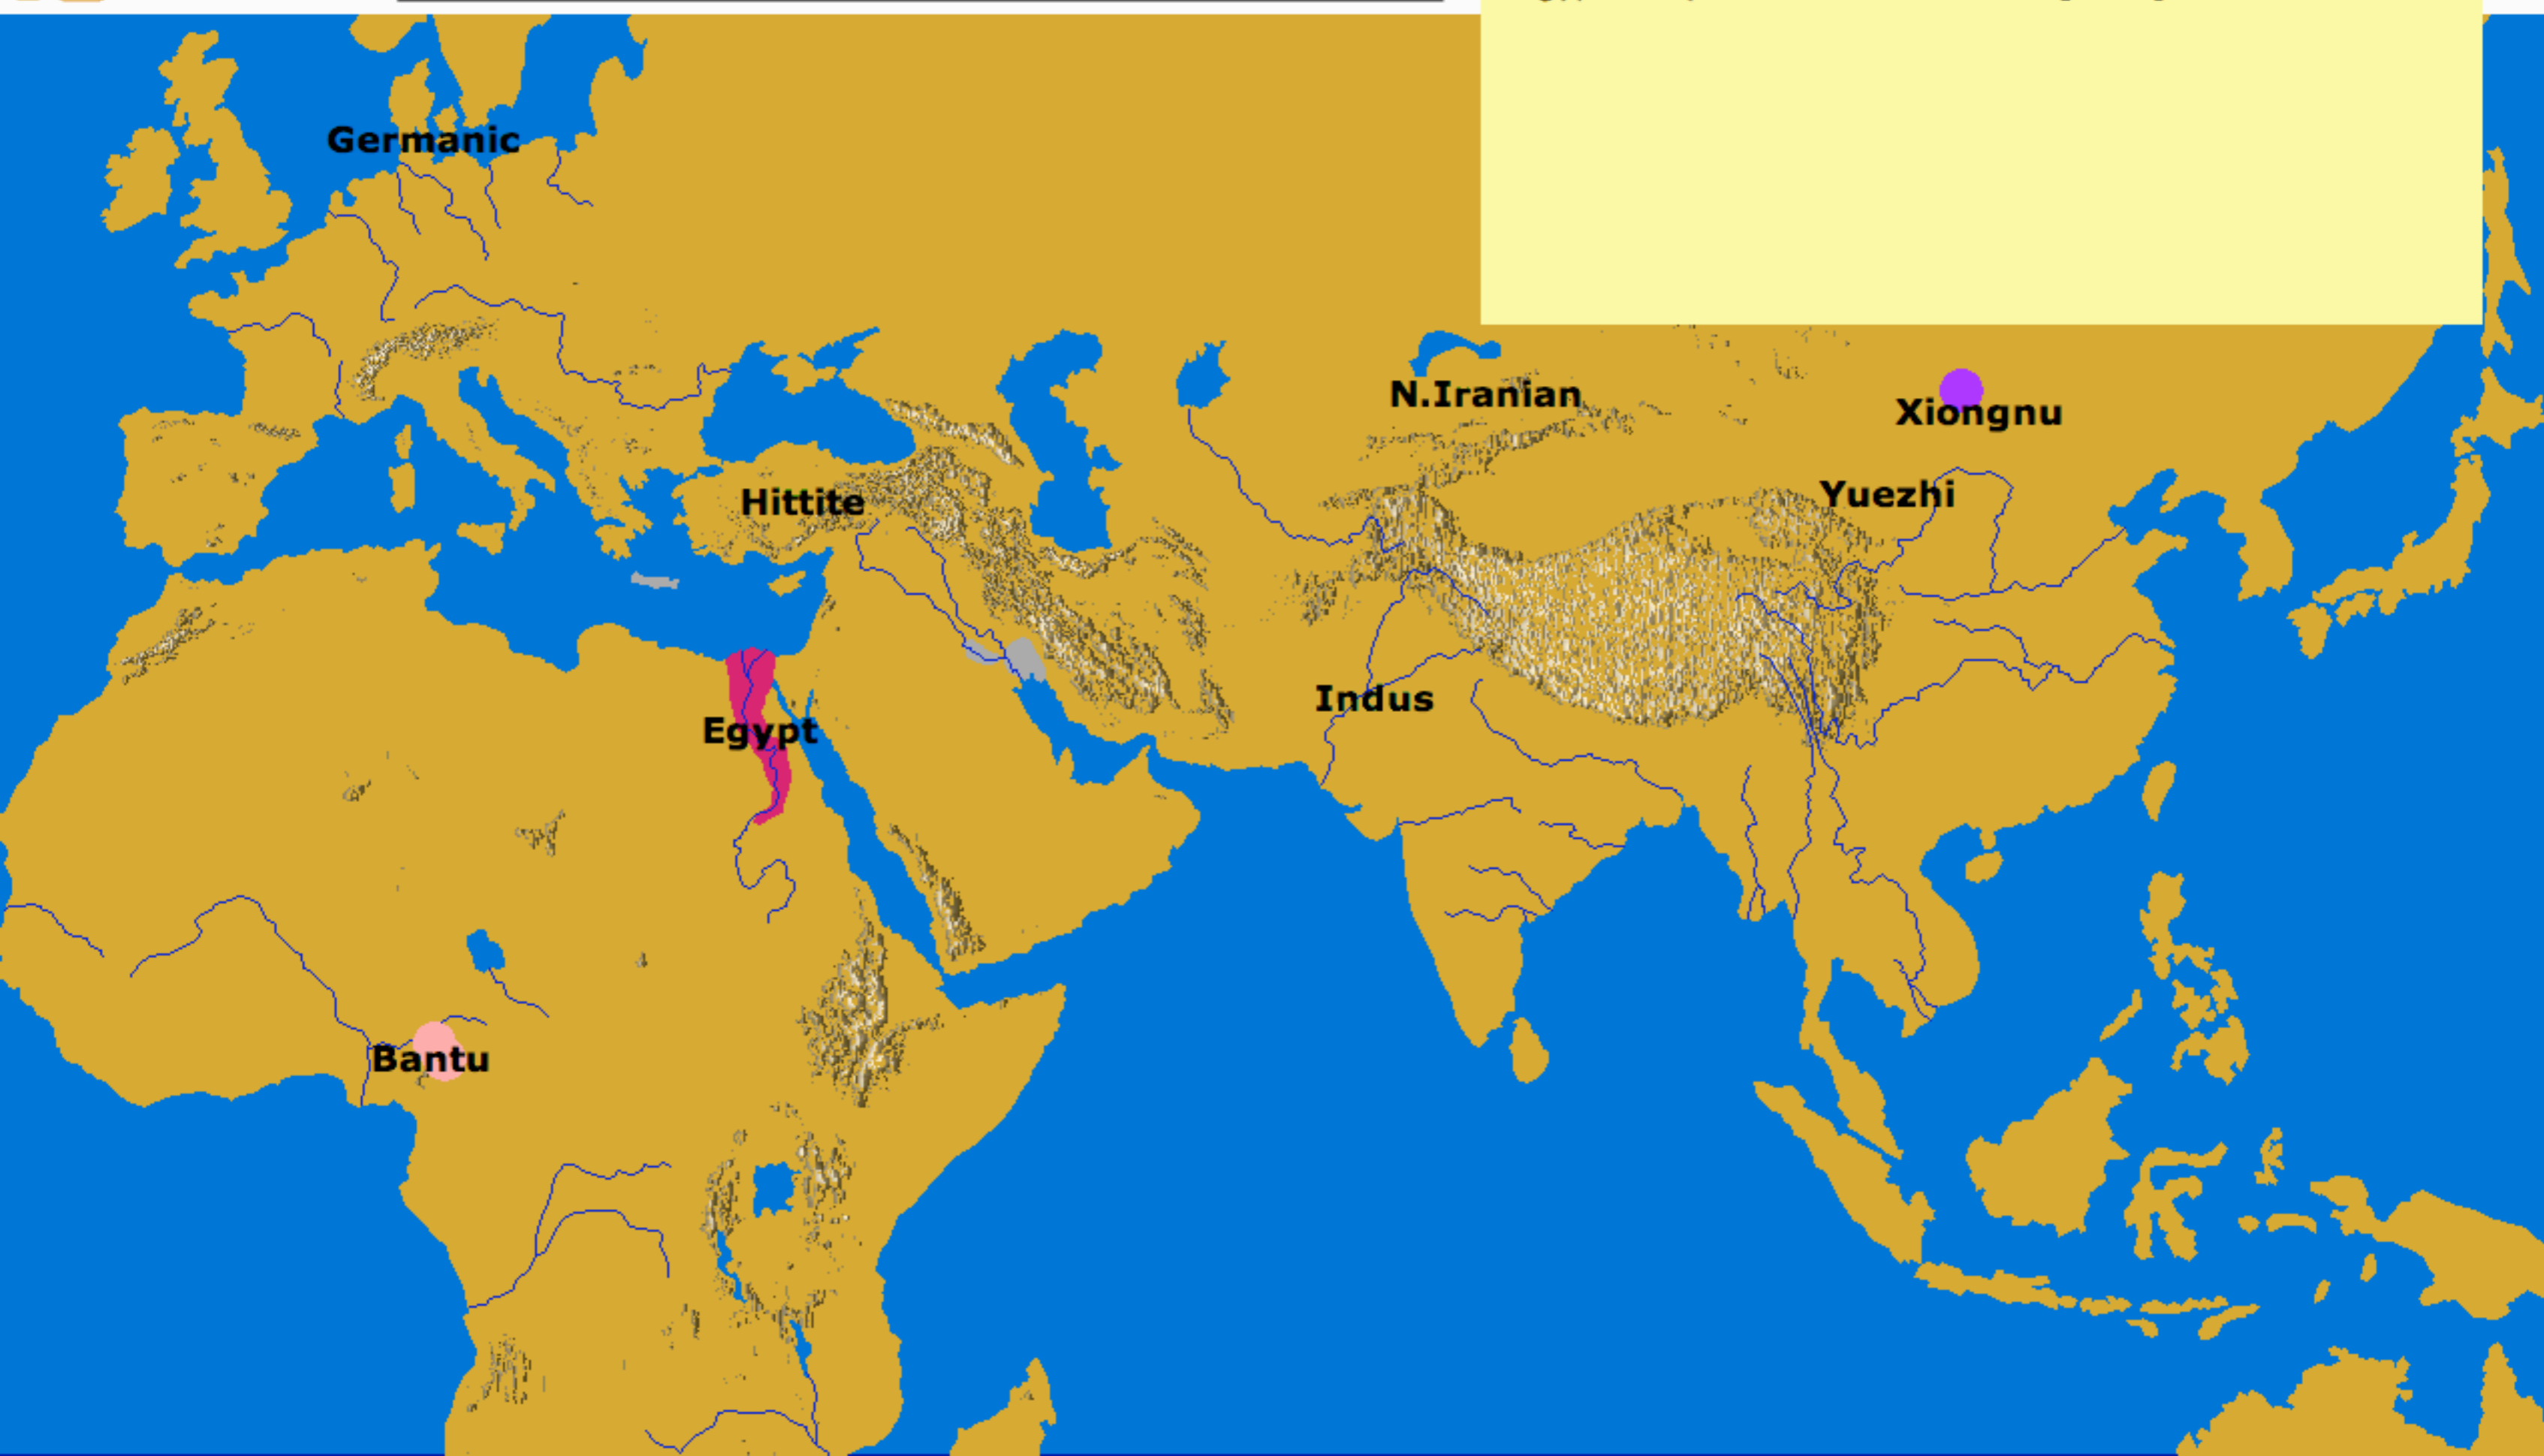 Germanic
N.Iranian
Xiongnu
Yuezhi
Hittite
Indus
Egypt
Bantu